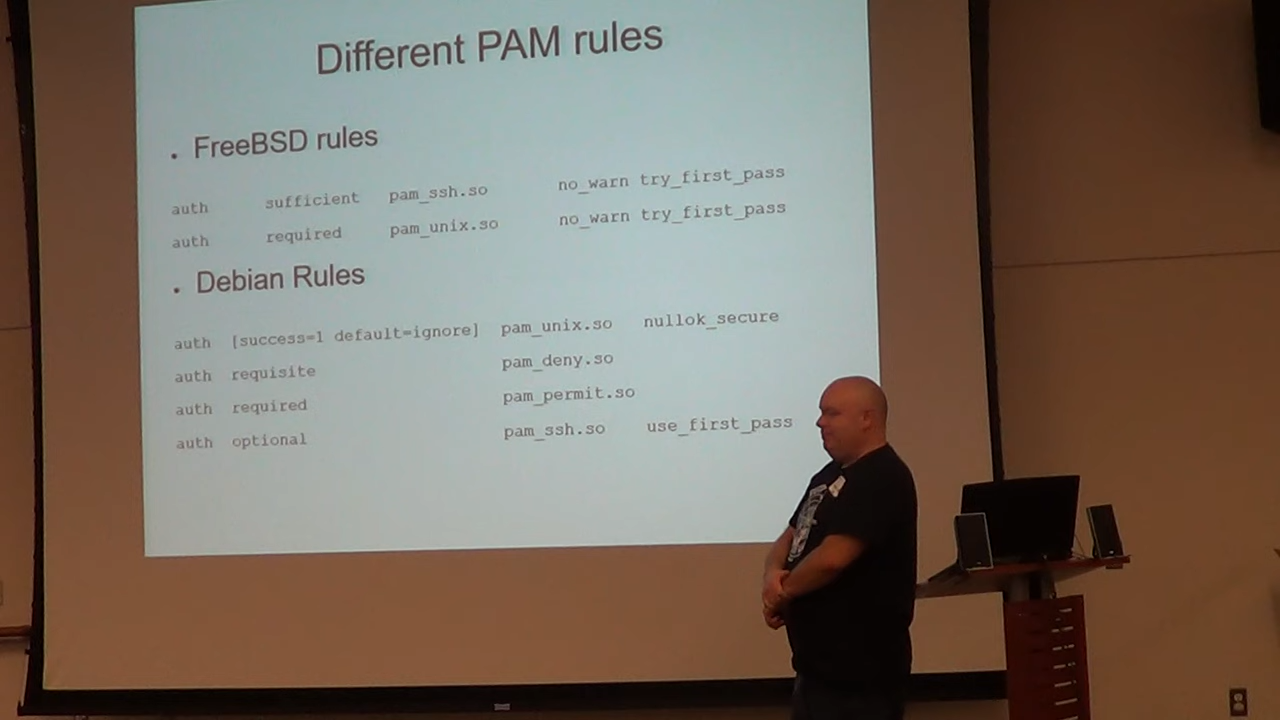 Different PAM rules
. FreeBSD rules
auth sufficient pam_ssh.so no_warn try_first_pass
auth required pam_unix.so no_warn try_first_pass
. Debian Rules
auth [success=1 default=ignore] pam_unix.so nullok_secure
auth requisite pam_deny.so
auth required pam_permit.so
auth optional pam_ssh.so use_first_pass